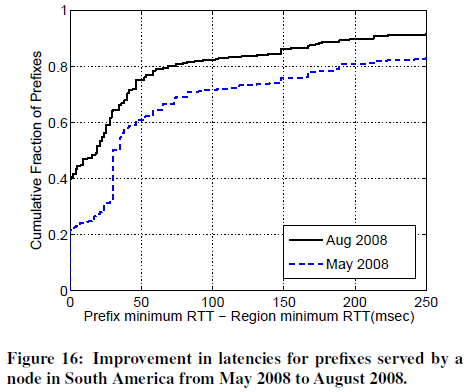 1
0.8
0.6
0.4
0.2
0
0
50
100
150
200
250
Cumulative Fraction of Prefixes
Aug 2008
May 2008
Prefix minimum RTT − Region minimum RTT(msec)
Figure 16: Improvement in latencies for prefixes served by a
node in South America from May 2008 to August 2008.